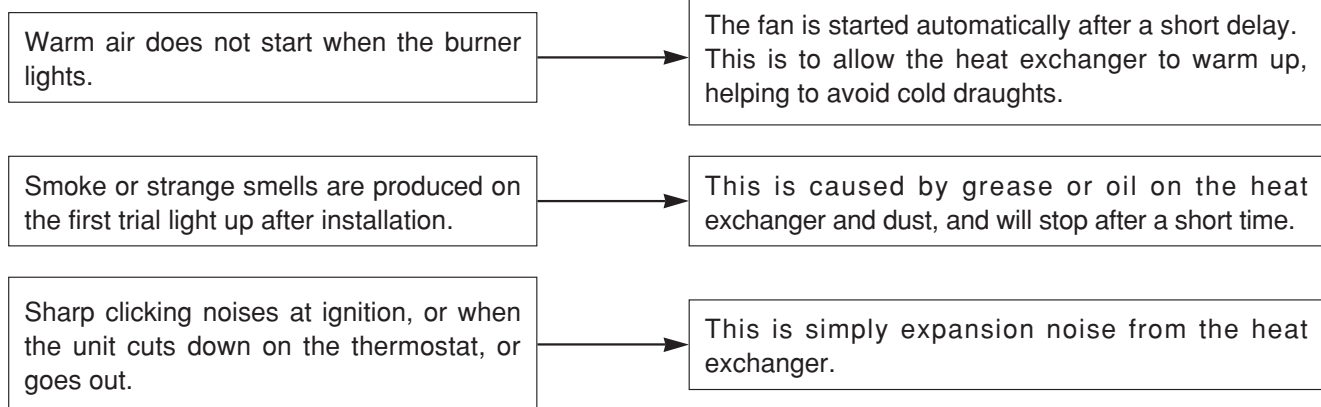 Warm air does not start when the burner
lights.
The fan is started automatically after a short delay.
This is to allow the heat exchanger to warm up,
helping to avoid cold draughts.
Smoke or strange smells are produced on
the first trial light up after installation.
This is caused by grease or oil on the heat
exchanger and dust, and will stop after a short time.
Sharp clicking noises at ignition, or when
the unit cuts down on the thermostat, or
goes out.
This is simply expansion noise from the heat
exchanger.